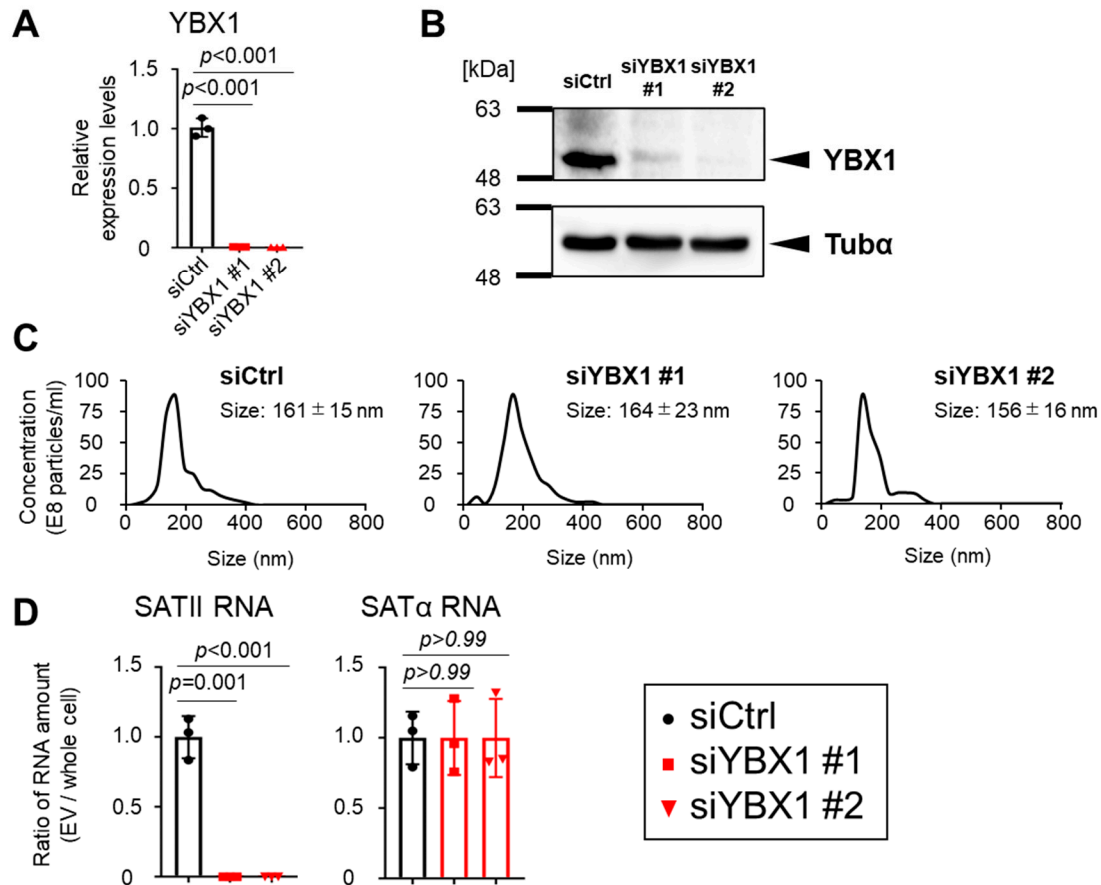 A
YBX1
p<0.001
p<0.001
Relative
expression levels
1.5
1.0
0.5
0
siCtrl
siYBX1 #1
siYBX1 #2
B
[kDa]
siCtrl
siYBX1
#1
siYBX1
#2
63
48
YBX1
63
48
Tubα
C
Concentration
(E8 particles/ml)
siCtrl
Size: 161 ± 15 nm
100
75
50
25
0
0 200 400 600 800
Size (nm)
siYBX1 #1
Size: 164 ± 23 nm
100
75
50
25
0
0 200 400 600 800
Size (nm)
siYBX1 #2
Size: 156 ± 16 nm
100
75
50
25
0
0 200 400 600 800
Size (nm)
D
Ratio of RNA amount
(EV / whole cell)
SATII RNA
p<0.001
p=0.001
1.5
1.0
0.5
0
SATα RNA
p>0.99
p>0.99
1.5
1.0
0.5
0
siCtrl
siYBX1 #1
siYBX1 #2